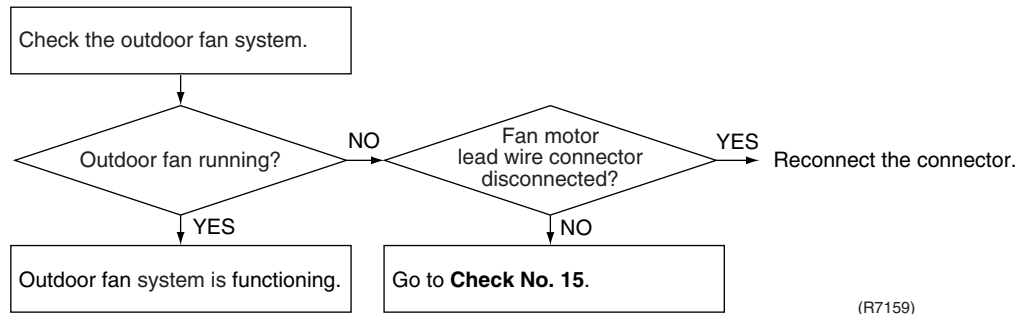 Check the outdoor fan system.
Outdoor fan running?
NO
Fan motor
lead wire connector
disconnected?
YES
Reconnect the connector.
YES
Outdoor fan system is functioning.
NO
Go to Check No. 15.
(R7159)